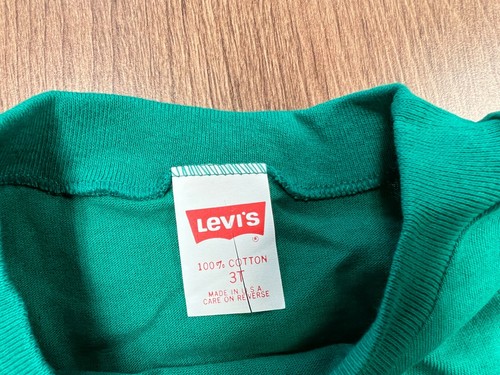 LEVI'S
®
100% COTTON
3T
MADE IN U.S.A
CARE ON REVERSE